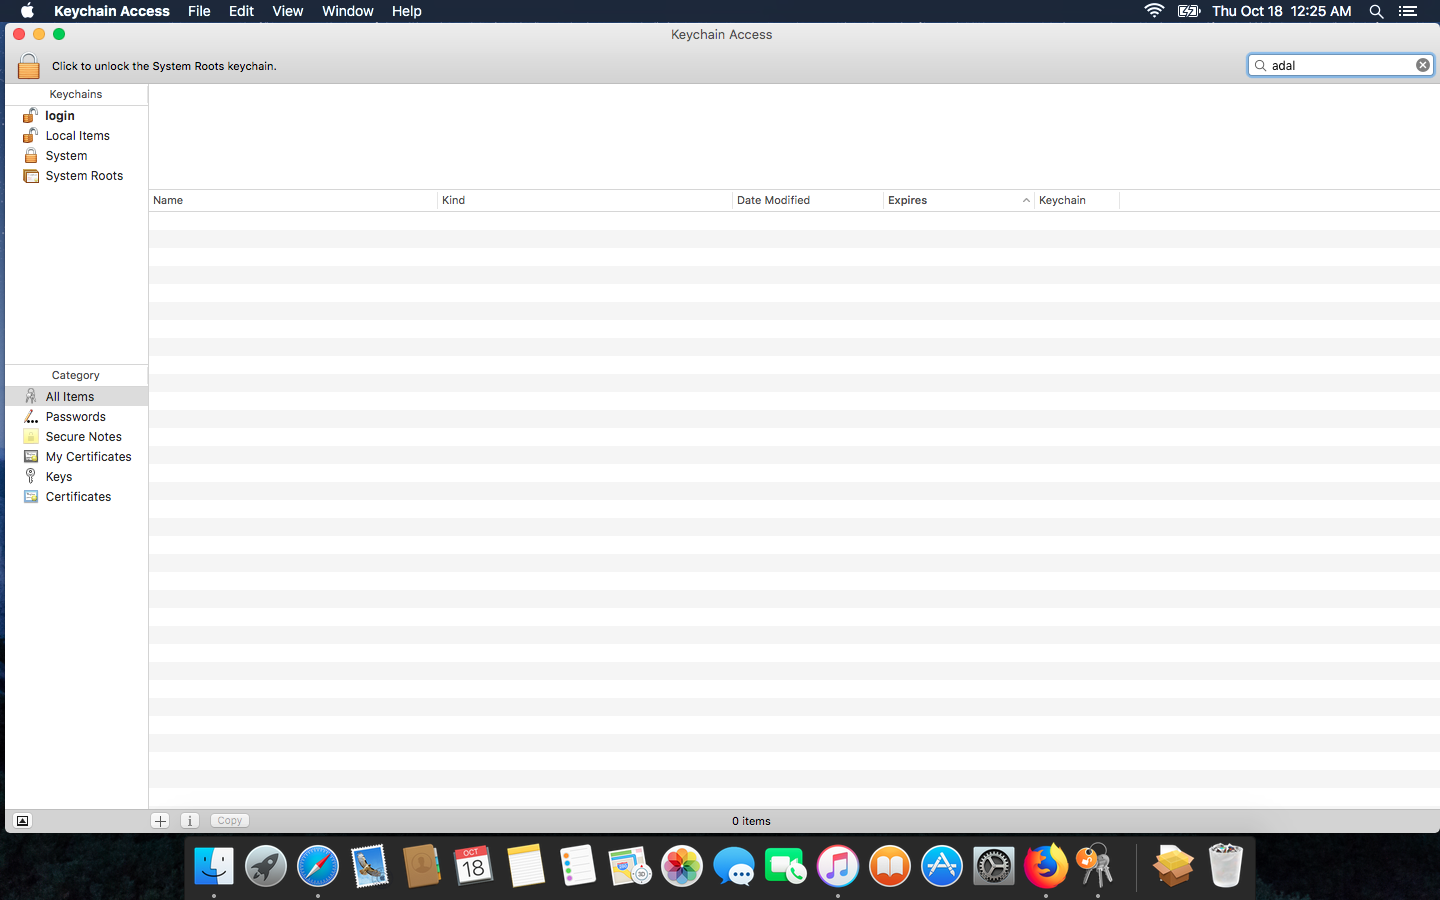 Keychain Access File Edit View Window Help Thu Oct 18 12:25 AM
Keychain Access
Click to unlock the System Roots keychain.
adal
Keychains
login
Local Items
System
System Roots
Name Kind Date Modified Expires Keychain
Category
All Items
Passwords
Secure Notes
My Certificates
Keys
Certificates
Copy
0 items
OCT
18
3D